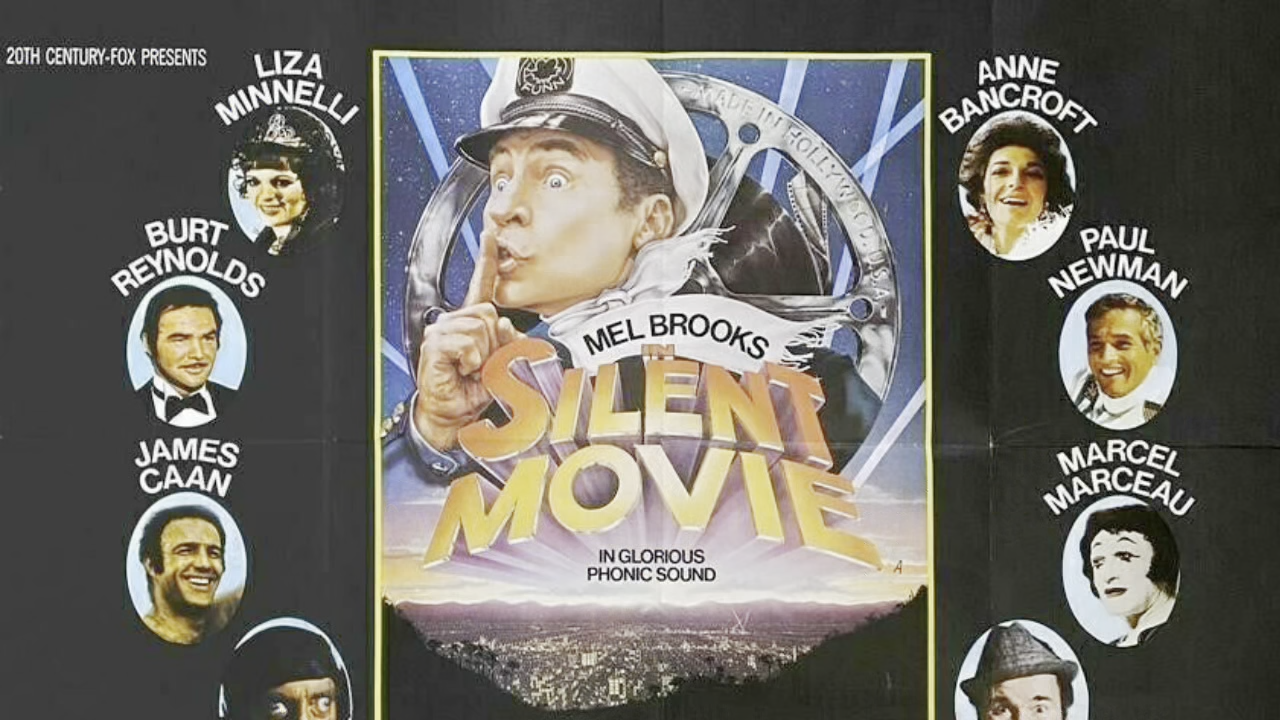 20TH CENTURY-FOX PRESENTS
LIZA
MINNELLI
BURT
REYNOLDS
JAMES
CAAN
FUNN
MADE IN HOLLYWOOD, U.S.A.
MEL BROOKS
IN
SILENT
MOVIE
IN GLORIOUS
PHONIC SOUND
A
ANNE
BANCROFT
PAUL
NEWMAN
MARCEL
MARCEAU